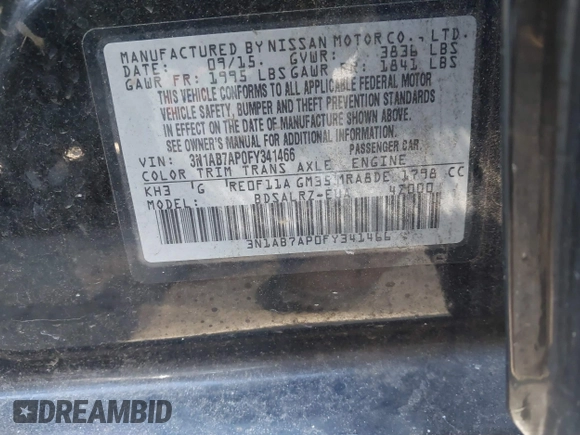 MANUFACTURED BY NISSAN MOTOR CO., LTD.
DATE: 09/15. GVWR: 3836 LBS
GAWR FR: 1995 LBS GAWR RR: 1841 LBS
THIS VEHICLE CONFORMS TO ALL APPLICABLE FEDERAL MOTOR
VEHICLE SAFETY, BUMPER AND THEFT PREVENTION STANDARDS
IN EFFECT ON THE DATE OF MANUFACTURE SHOWN ABOVE.
SEE OWNER'S MANUAL FOR ADDITIONAL INFORMATION.
VIN: 3N1AB7AP0FY341466 PASSENGER CAR.
COLOR TRIM TRANS AXLE ENGINE
KH3 G RE0F11A GM35 MRA8DE 1798 CC
BDSALRZ-EUA 47000
3N1AB7AP0FY341466
DREAMBID